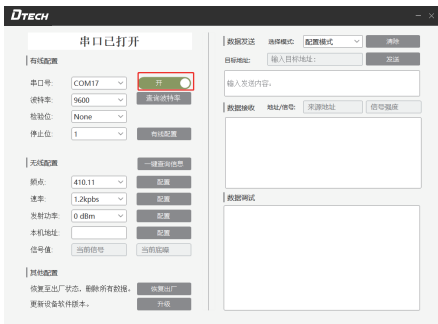 DTECH
串口已打开
有线配置
串口号: COM17 开
波特率: 9600 查询波特率
检验位: None
停止位: 1 有线配置
无线配置 一键查询信息
频点: 410.11 配置
速率: 1.2kbps 配置
发射功率: 0 dBm 配置
本机地址: 配置
信号值: 当前信号 当前底噪
其他配置
恢复至出厂状态，删除所有数据。 恢复出厂
更新设备软件版本。 升级
数据发送 选择模式: 配置模式 清除
目标地址: 输入目标地址: 发送
输入发送内容。
数据接收 地址/信号: 来源地址 信号强度
数据调试